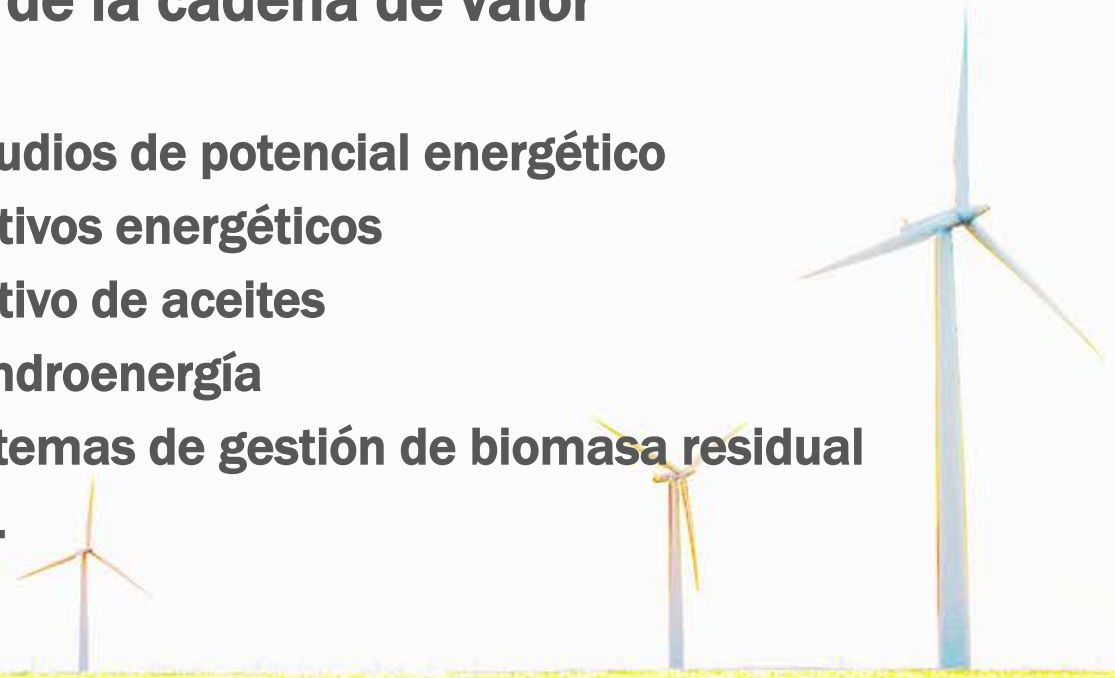 de la cadena de valor
udios de potencial energético
tivos energéticos
tivo de aceites
ndroenergía
temas de gestión de biomasa residual
.